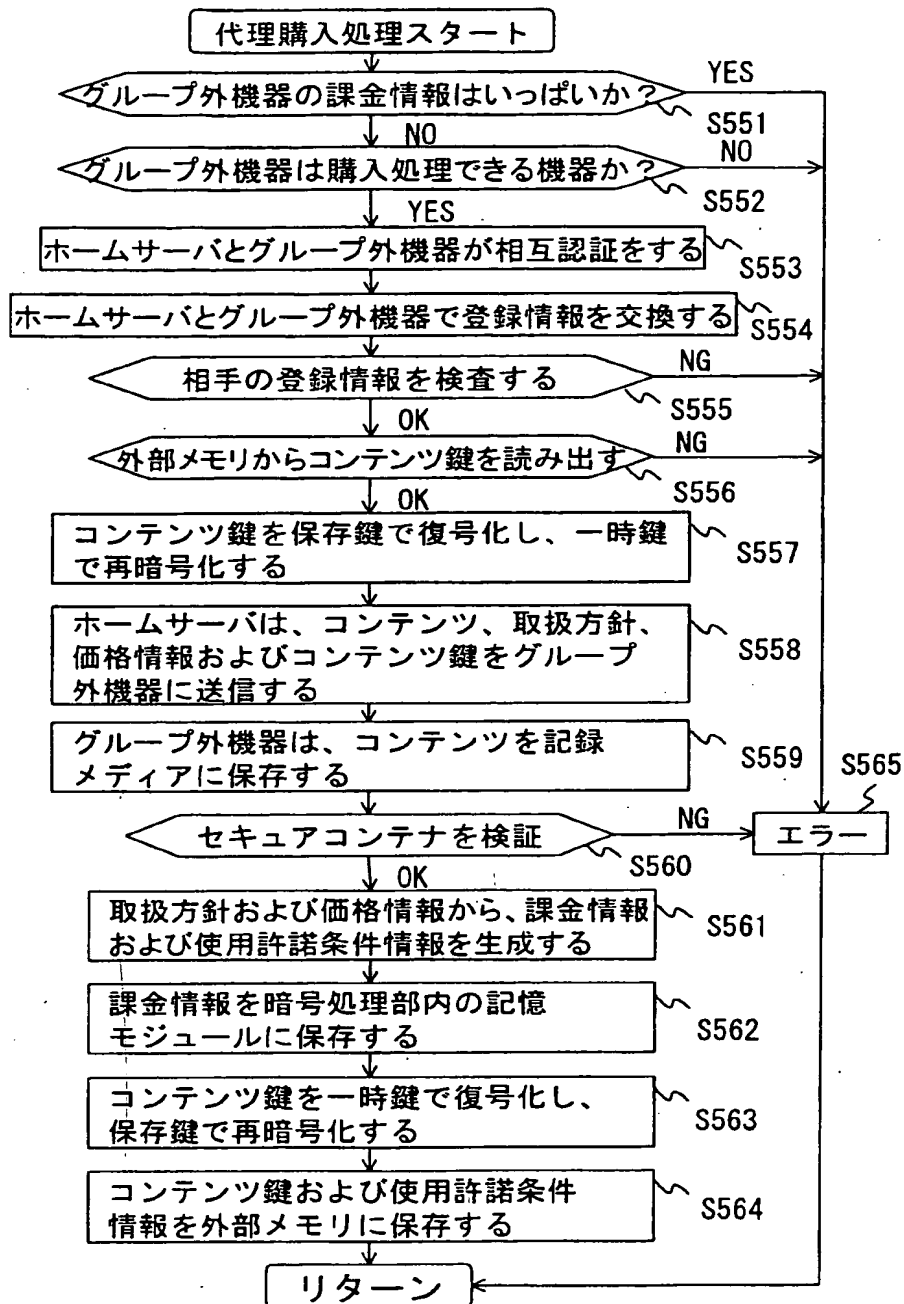 代理購入処理スタート
グループ外機器の課金情報はいっぱいか?
YES
S551
NO
グループ外機器は購入処理できる機器か?
NO
S552
YES
ホームサーバとグループ外機器が相互認証をする
S553
ホームサーバとグループ外機器で登録情報を交換する
S554
相手の登録情報を検査する
NG
S555
OK
外部メモリからコンテンツ鍵を読み出す
NG
S556
OK
コンテンツ鍵を保存鍵で復号化し、一時鍵
で再暗号化する
S557
ホームサーバは、コンテンツ、取扱方針、
価格情報およびコンテンツ鍵をグループ
外機器に送信する
S558
グループ外機器は、コンテンツを記録
メディアに保存する
S559
セキュアコンテナを検証
NG
S560
S565
エラー
OK
取扱方針および価格情報から、課金情報
および使用許諾条件情報を生成する
S561
課金情報を暗号処理部内の記憶
モジュールに保存する
S562
コンテンツ鍵を一時鍵で復号化し、
保存鍵で再暗号化する
S563
コンテンツ鍵および使用許諾条件
情報を外部メモリに保存する
S564
リターン